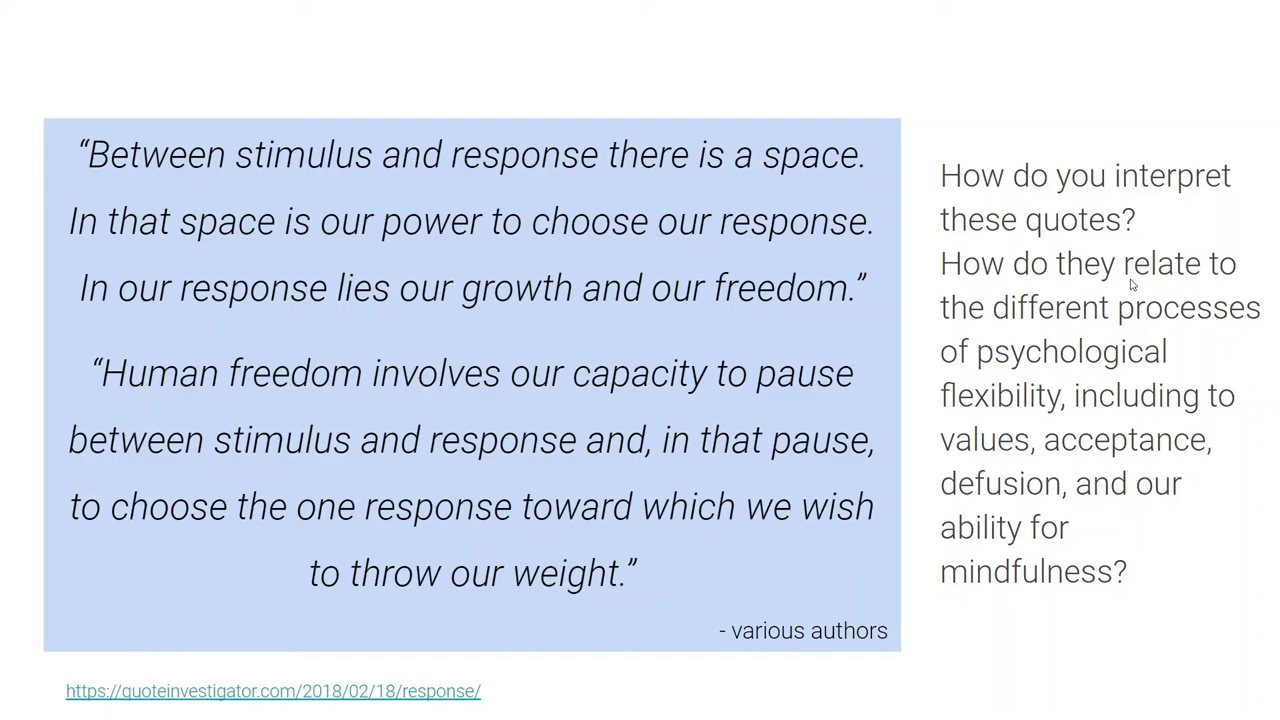 “Between stimulus and response there is a space.
In that space is our power to choose our response.
In our response lies our growth and our freedom.”
“Human freedom involves our capacity to pause
between stimulus and response and, in that pause,
to choose the one response toward which we wish
to throw our weight.”
- various authors
https://quoteinvestigator.com/2018/02/18/response/
How do you interpret
these quotes?
How do they relate to
the different processes
of psychological
flexibility, including to
values, acceptance,
defusion, and our
ability for
mindfulness?